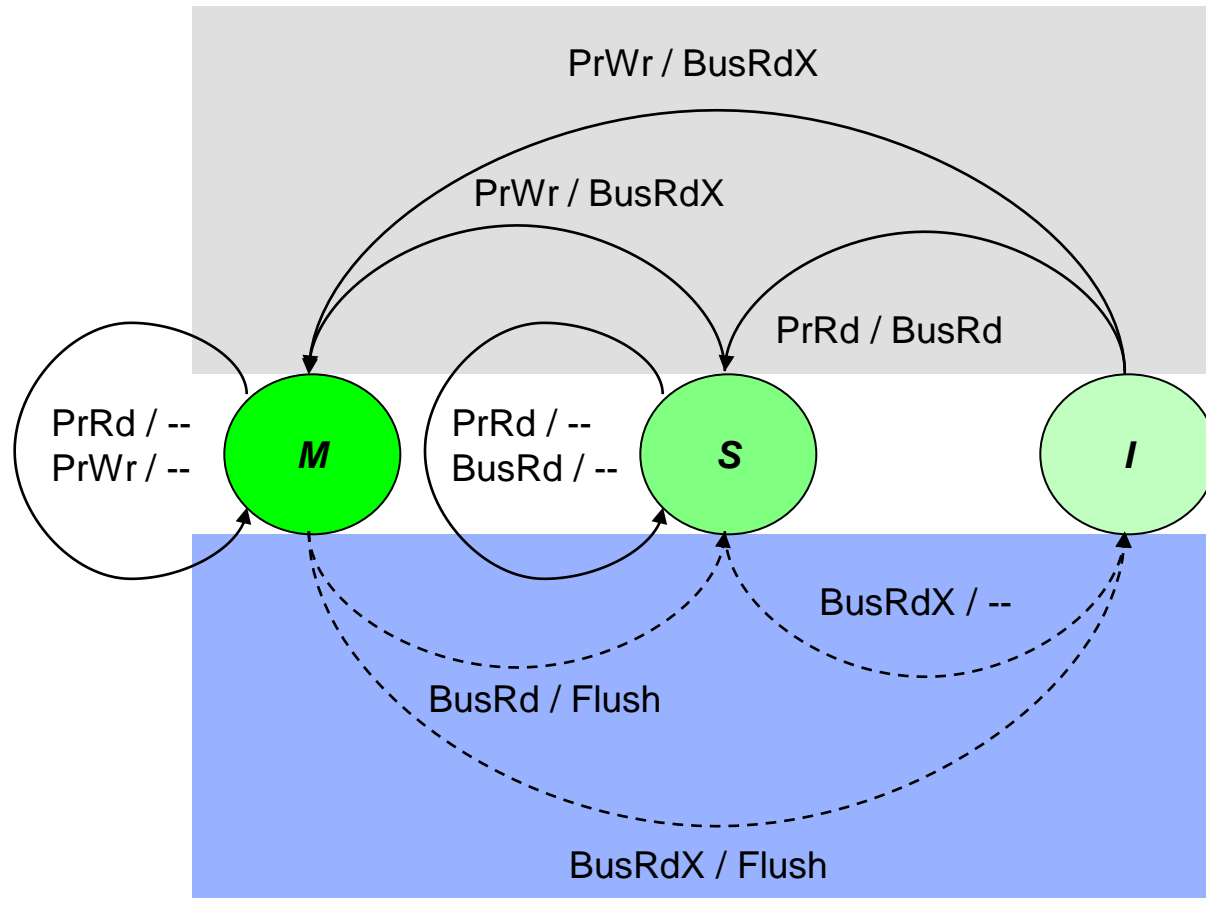 PrWr / BusRdX
PrWr / BusRdX
PrRd / BusRd
PrRd / --
PrWr / --
M
PrRd / --
BusRd / --
S
I
BusRdX / --
BusRd / Flush
BusRdX / Flush